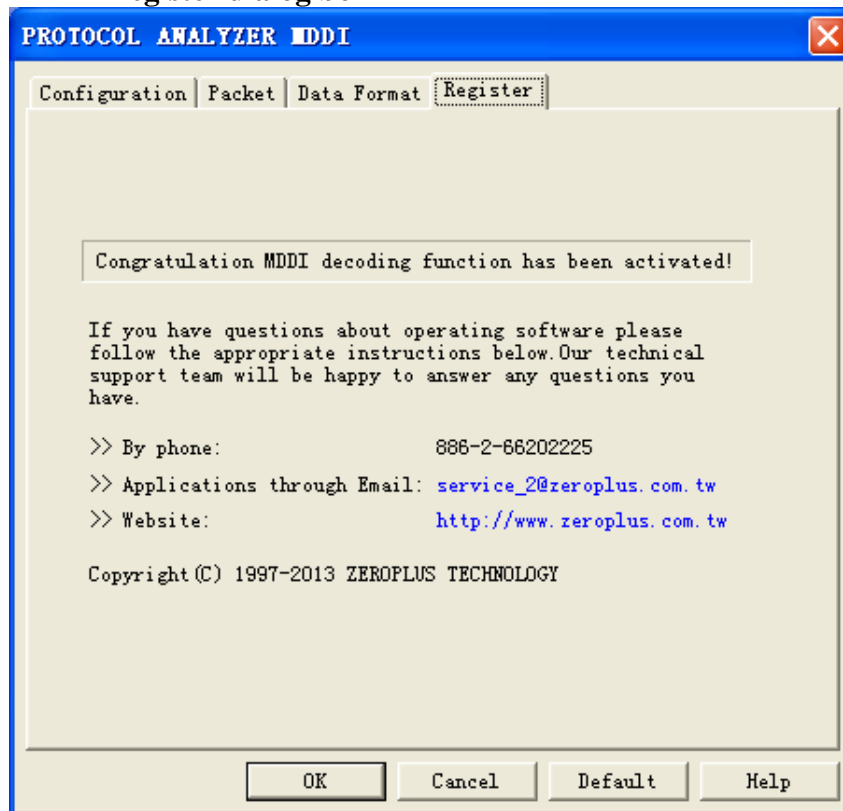 PROTOCOL ANALYZER MDDI
Configuration Packet Data Format Register
Congratulation MDDI decoding function has been activated!
If you have questions about operating software please
follow the appropriate instructions below.Our technical
support team will be happy to answer any questions you
have.
>> By phone: 886-2-66202225
>> Applications through Email: service_2@zeroplus.com.tw
>> Website: http://www.zeroplus.com.tw
Copyright(C) 1997-2013 ZEROPLUS TECHNOLOGY
OK Cancel Default Help